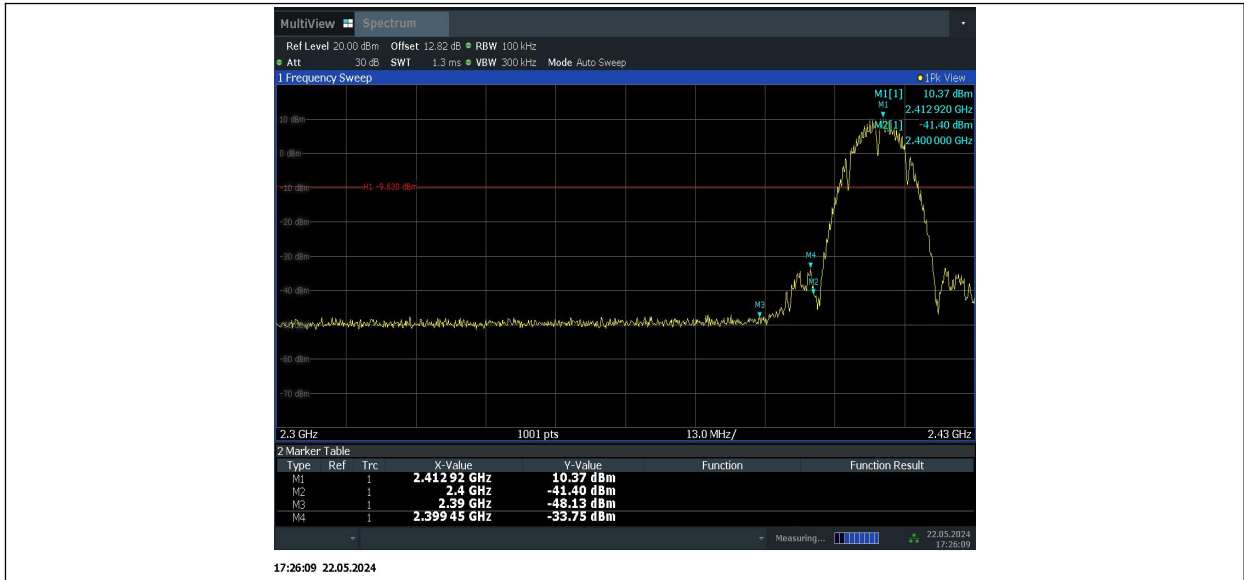 MultiView Spectrum
Ref Level 20.00 dBm Offset 12.82 dB RBW 100 kHz
Att 30 dB SWT 1.3 ms VBW 300 kHz Mode Auto Sweep
1 Frequency Sweep 1Pk View
M1[1] 10.37 dBm
M1
2.412 920 GHz
10 dBm
M2[1] -41.40 dBm
2.400 000 GHz
0 dBm
-10 dBm
H1 -9.630 dBm
-20 dBm
-30 dBm
M4
M2
-40 dBm
M3
-60 dBm
-70 dBm
2.3 GHz 1001 pts 13.0 MHz/ 2.43 GHz
2 Marker Table
Type Ref Trc X-Value Y-Value Function Function Result
M1 1 2.412 92 GHz 10.37 dBm
M2 1 2.4 GHz -41.40 dBm
M3 1 2.39 GHz -48.13 dBm
M4 1 2.399 45 GHz -33.75 dBm
Measuring... 22.05.2024
17:26:09
17:26:09 22.05.2024